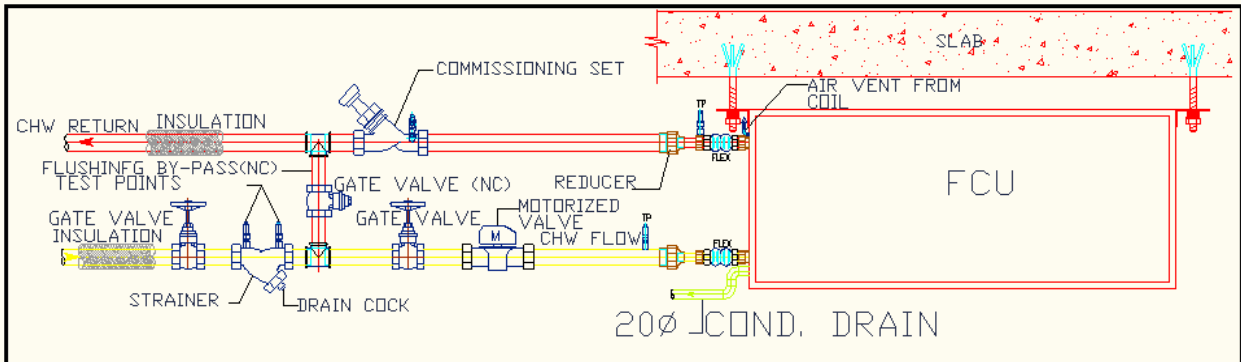 SLAB
COMMISSIONING SET
AIR VENT FROM
COIL
TP
CHW RETURN
INSULATION
FLEX
FLUSHINFG BY-PASS(NC)
TEST POINTS
GATE VALVE (NC)
REDUCER
FCU
GATE VALVE
INSULATION
GATE VALVE
MOTORIZED
VALVE
CHW FLOW
TP
M
FLEX
STRAINER
DRAIN COCK
20Ø COND. DRAIN